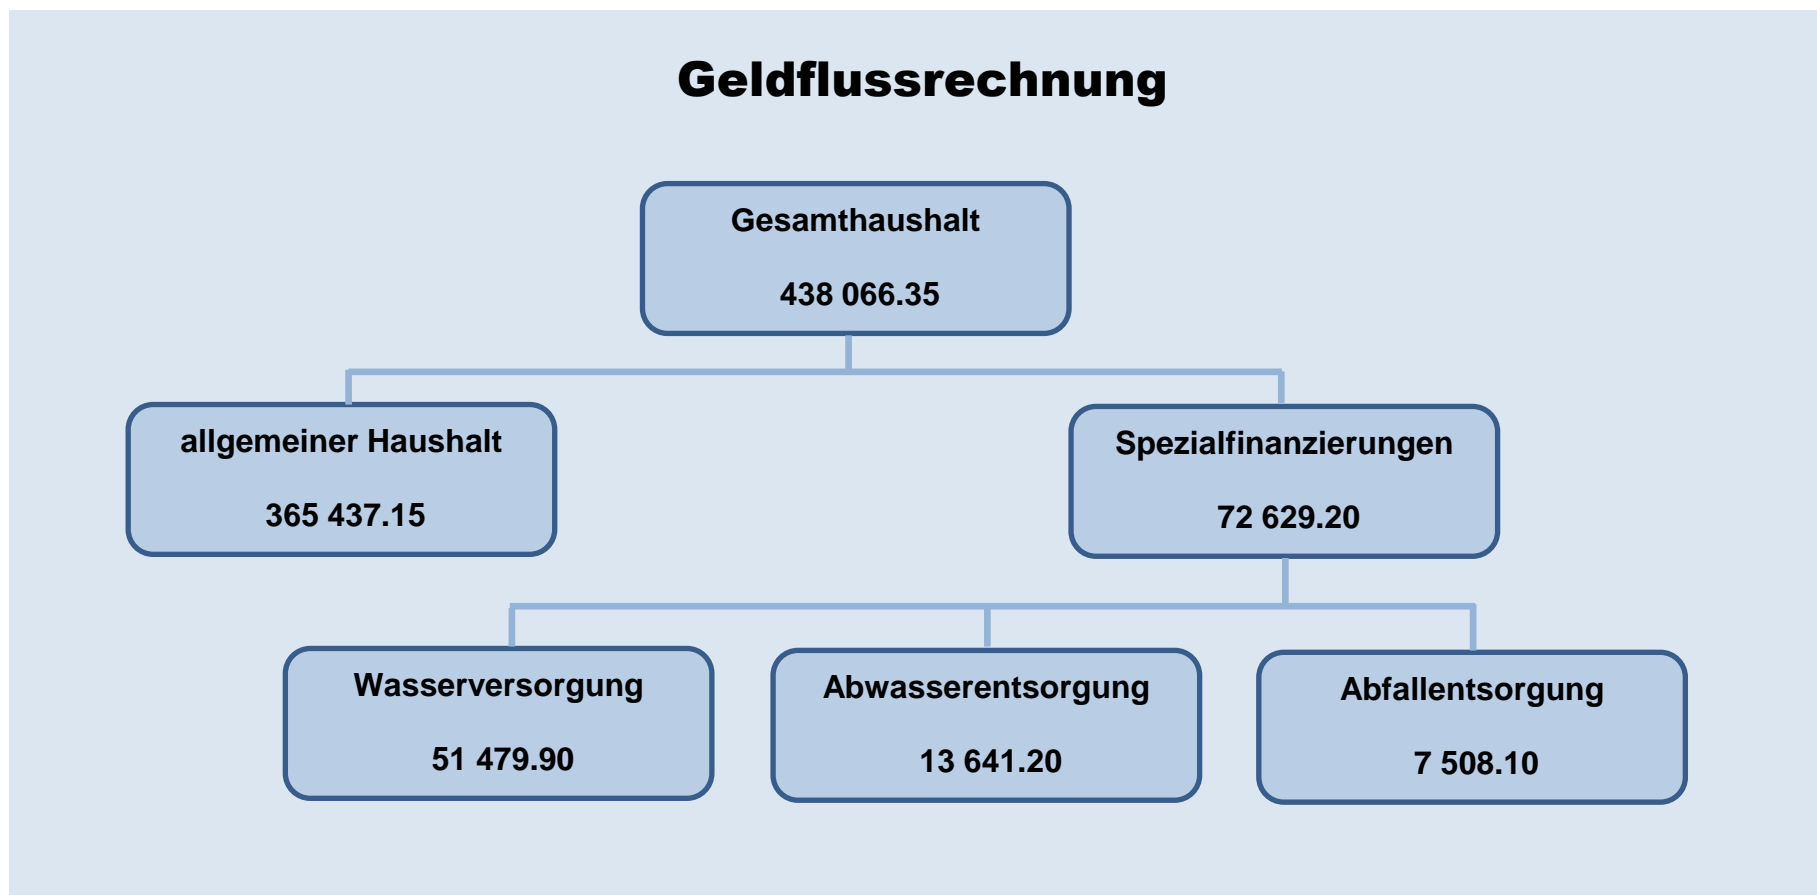 Geldflussrechnung
Gesamthaushalt
438 066.35
allgemeiner Haushalt
365 437.15
Spezialfinanzierungen
72 629.20
Wasserversorgung
51 479.90
Abwasserentsorgung
13 641.20
Abfallentsorgung
7 508.10